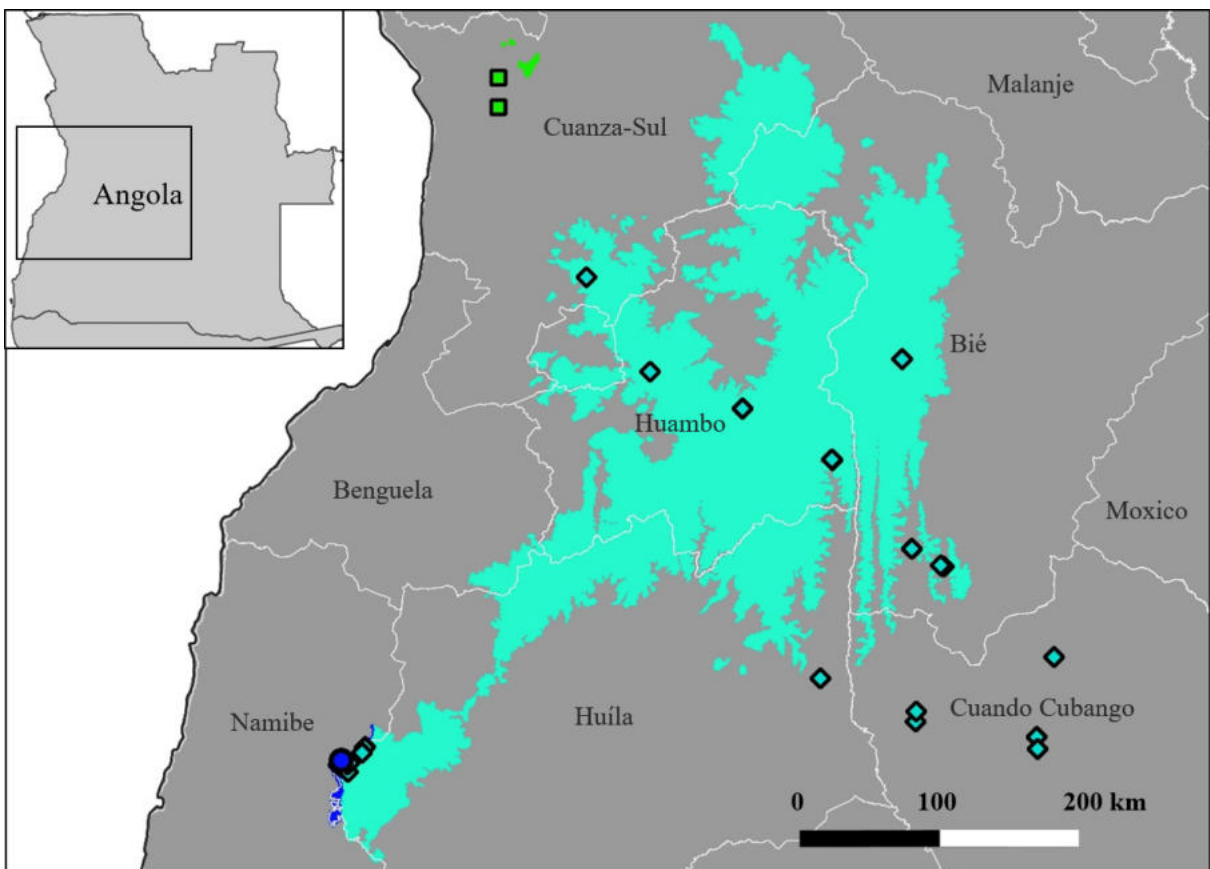 Angola
Malanje
Cuanza-Sul
Bié
Huambo
Benguela
Moxico
Namibe
Huíla
Cuando Cubango
0 100 200 km